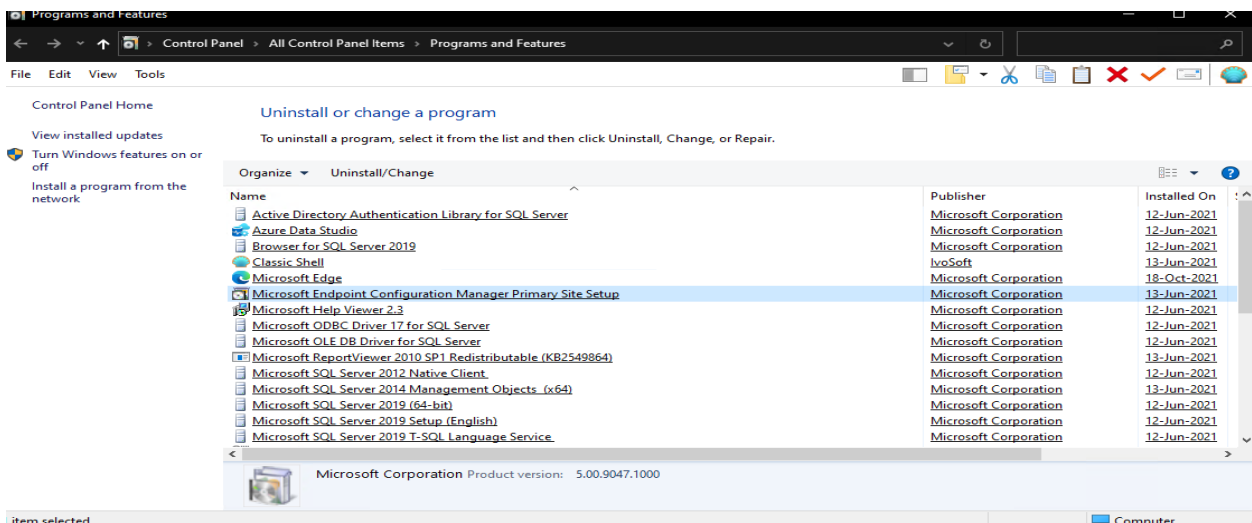 Programs and Features
Control Panel > All Control Panel Items > Programs and Features
File Edit View Tools
Control Panel Home
View installed updates
Turn Windows features on or
off
Install a program from the
network
Uninstall or change a program
To uninstall a program, select it from the list and then click Uninstall, Change, or Repair.
Organize Uninstall/Change
Name Publisher Installed On
Active Directory Authentication Library for SQL Server Microsoft Corporation 12-Jun-2021
Azure Data Studio Microsoft Corporation 12-Jun-2021
Browser for SQL Server 2019 Microsoft Corporation 12-Jun-2021
Classic Shell IvoSoft 13-Jun-2021
Microsoft Edge Microsoft Corporation 18-Oct-2021
Microsoft Endpoint Configuration Manager Primary Site Setup Microsoft Corporation 13-Jun-2021
Microsoft Help Viewer 2.3 Microsoft Corporation 12-Jun-2021
Microsoft ODBC Driver 17 for SQL Server Microsoft Corporation 12-Jun-2021
Microsoft OLE DB Driver for SQL Server Microsoft Corporation 12-Jun-2021
Microsoft ReportViewer 2010 SP1 Redistributable (KB2549864) Microsoft Corporation 13-Jun-2021
Microsoft SQL Server 2012 Native Client Microsoft Corporation 12-Jun-2021
Microsoft SQL Server 2014 Management Objects (x64) Microsoft Corporation 13-Jun-2021
Microsoft SQL Server 2019 (64-bit) Microsoft Corporation 12-Jun-2021
Microsoft SQL Server 2019 Setup (English) Microsoft Corporation 12-Jun-2021
Microsoft SQL Server 2019 T-SQL Language Service Microsoft Corporation 12-Jun-2021
Microsoft Corporation Product version: 5.00.9047.1000
item selected Computer